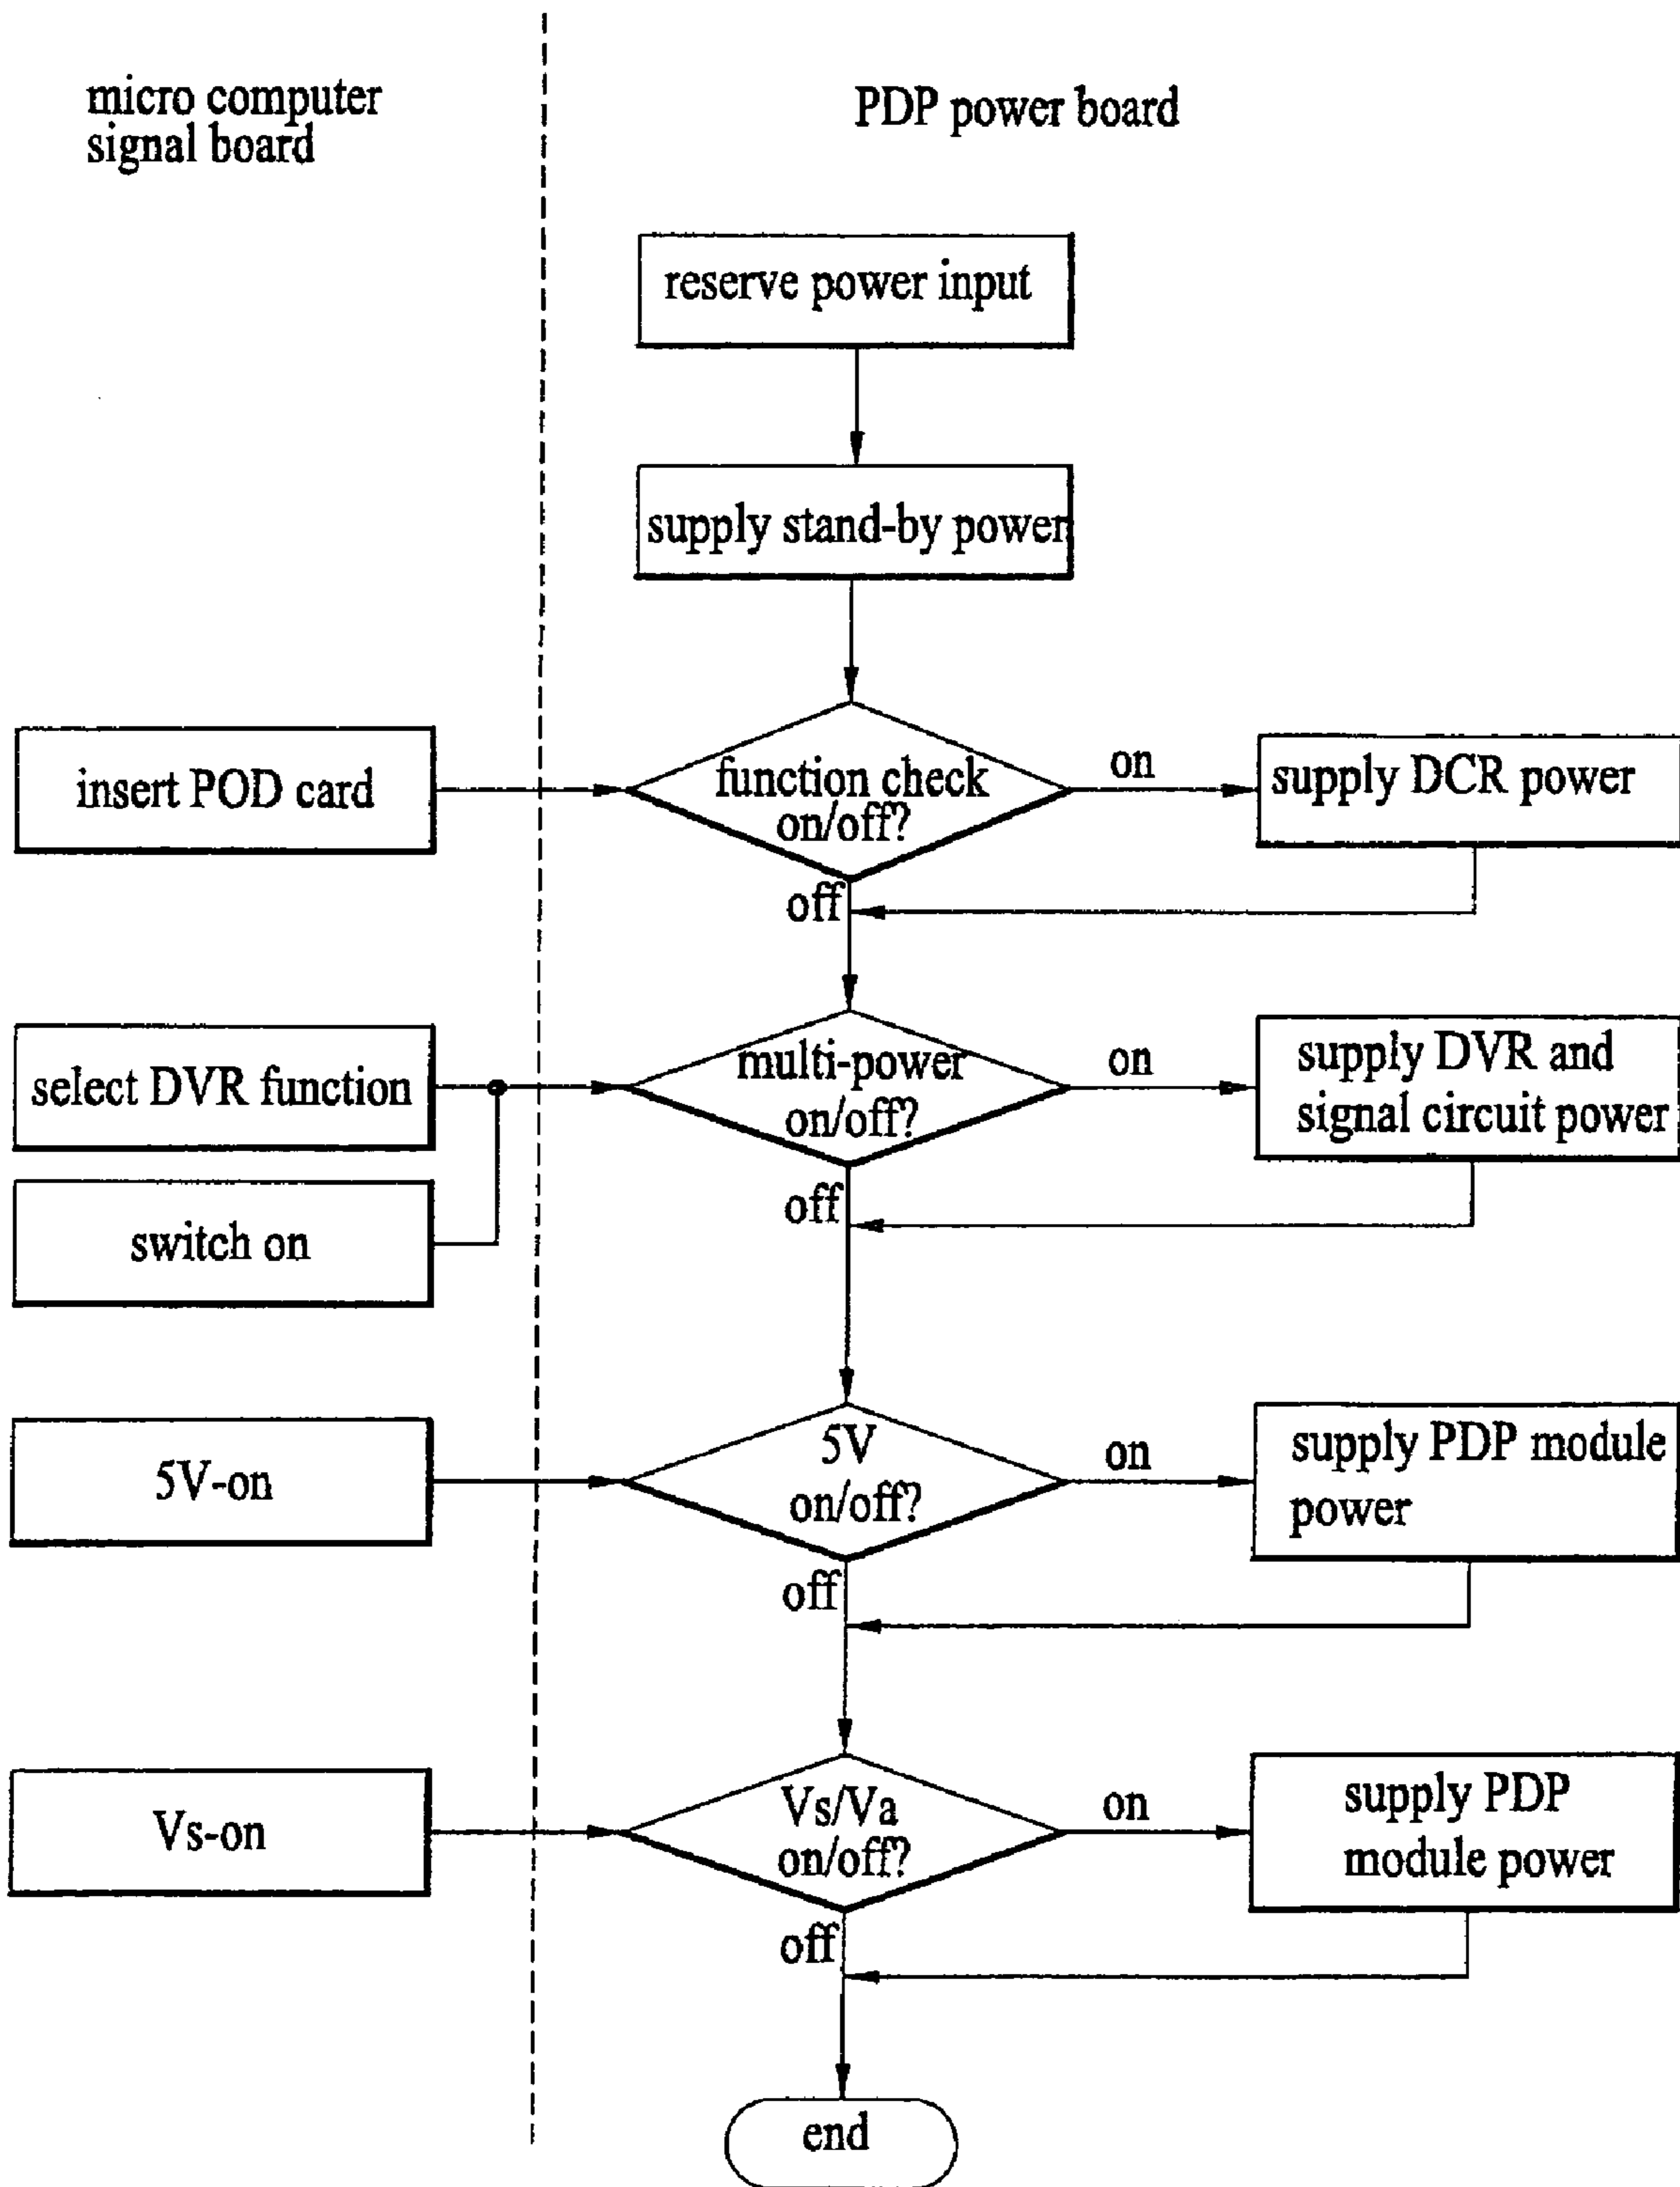 micro computer
signal board
PDP power board
reserve power input
supply stand-by power
insert POD card
function check
on/off?
on
supply DCR power
off
select DVR function
switch on
multi-power
on/off?
on
supply DVR and
signal circuit power
off
5V-on
5V
on/off?
on
supply PDP module
power
off
Vs-on
Vs/Va
on/off?
on
supply PDP
module power
off
end